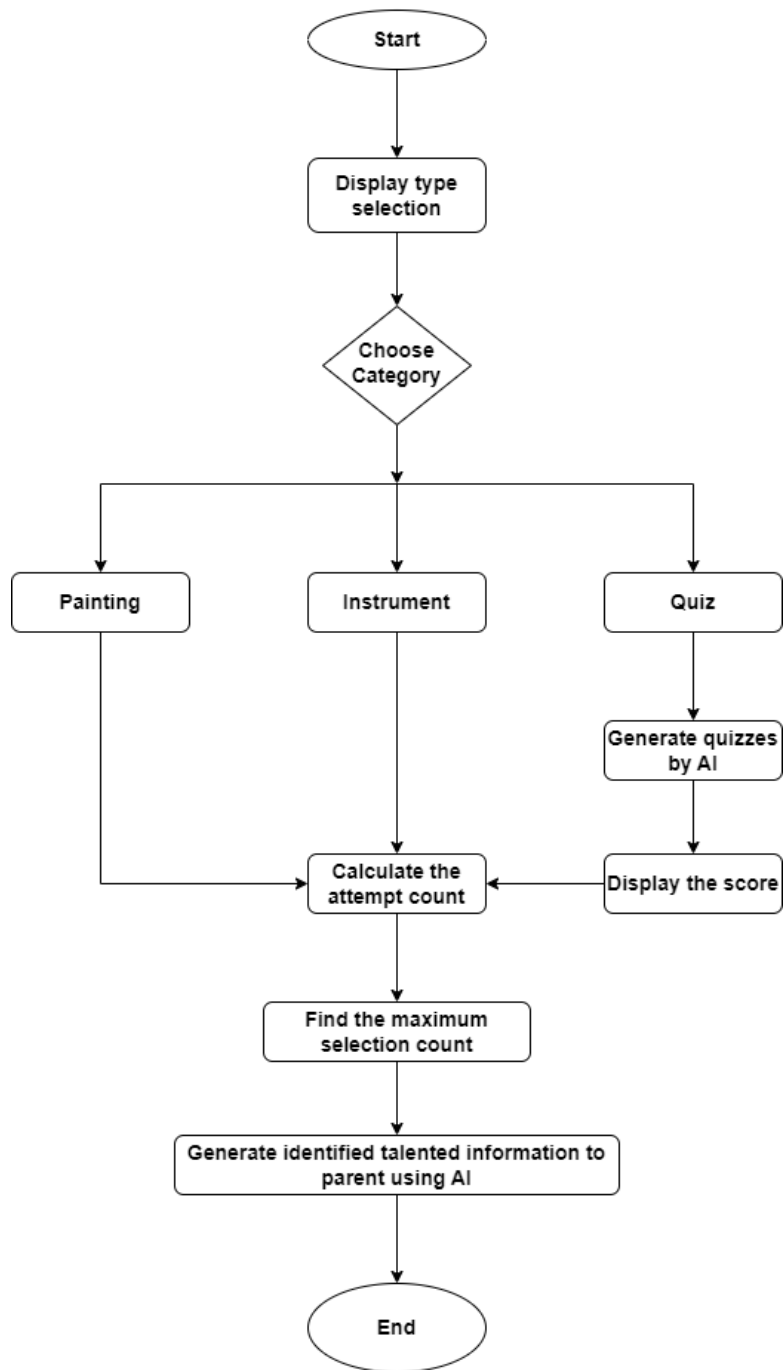 Start
Display type
selection
Choose
Category
Painting
Instrument
Quiz
Generate quizzes
by AI
Calculate the
attempt count
Display the score
Find the maximum
selection count
Generate identified talented information to
parent using AI
End